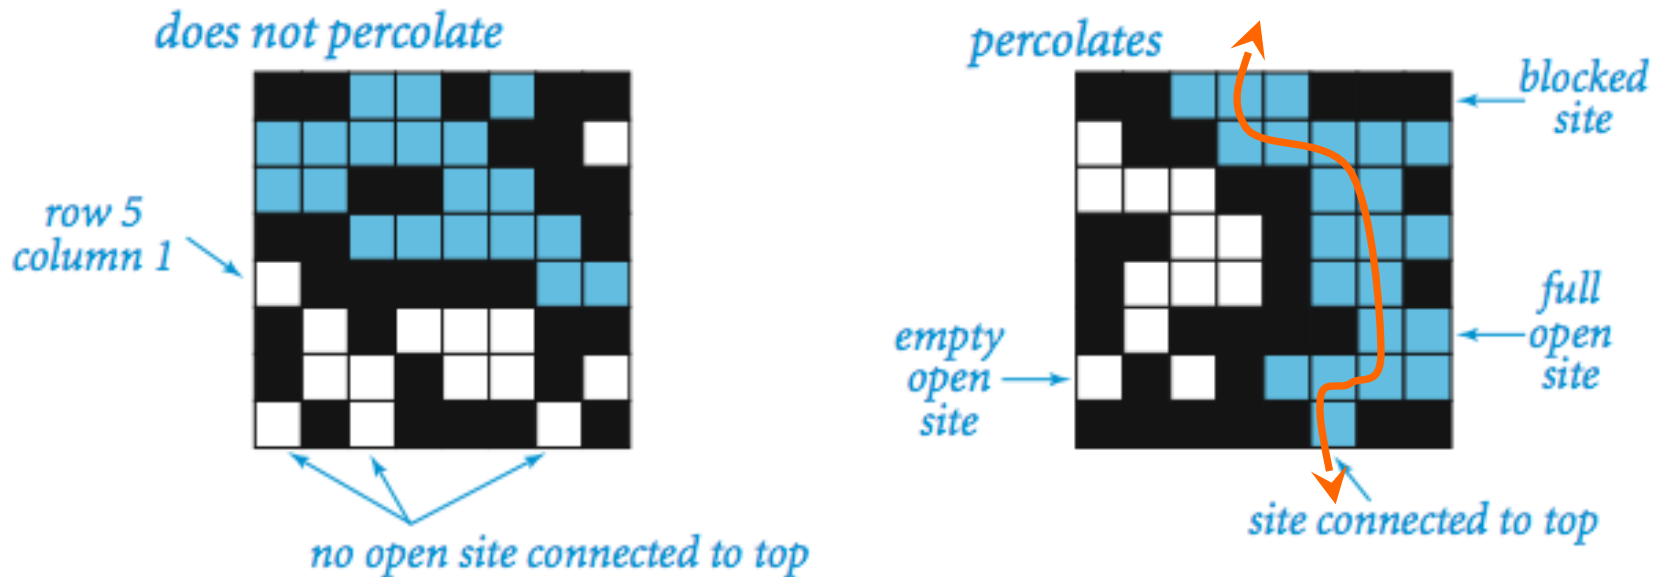 does not percolate
row 5
column 1
no open site connected to top
percolates
blocked
site
empty
open
site
full
open
site
site connected to top